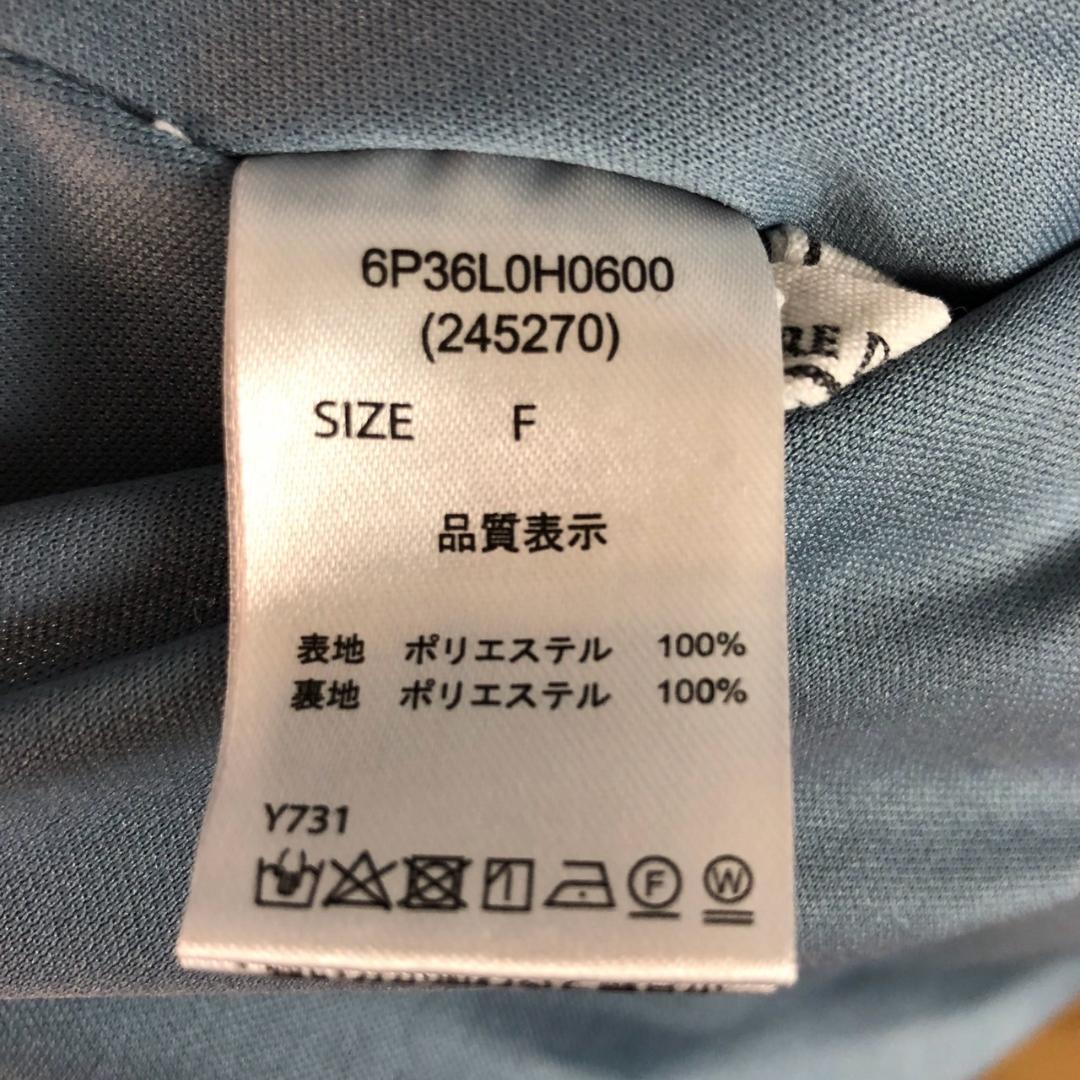 6P36L0H0600
(245270)
SIZE F
品質表示
表地 ポリエステル 100%
裏地 ポリエステル 100%
Y731
F W